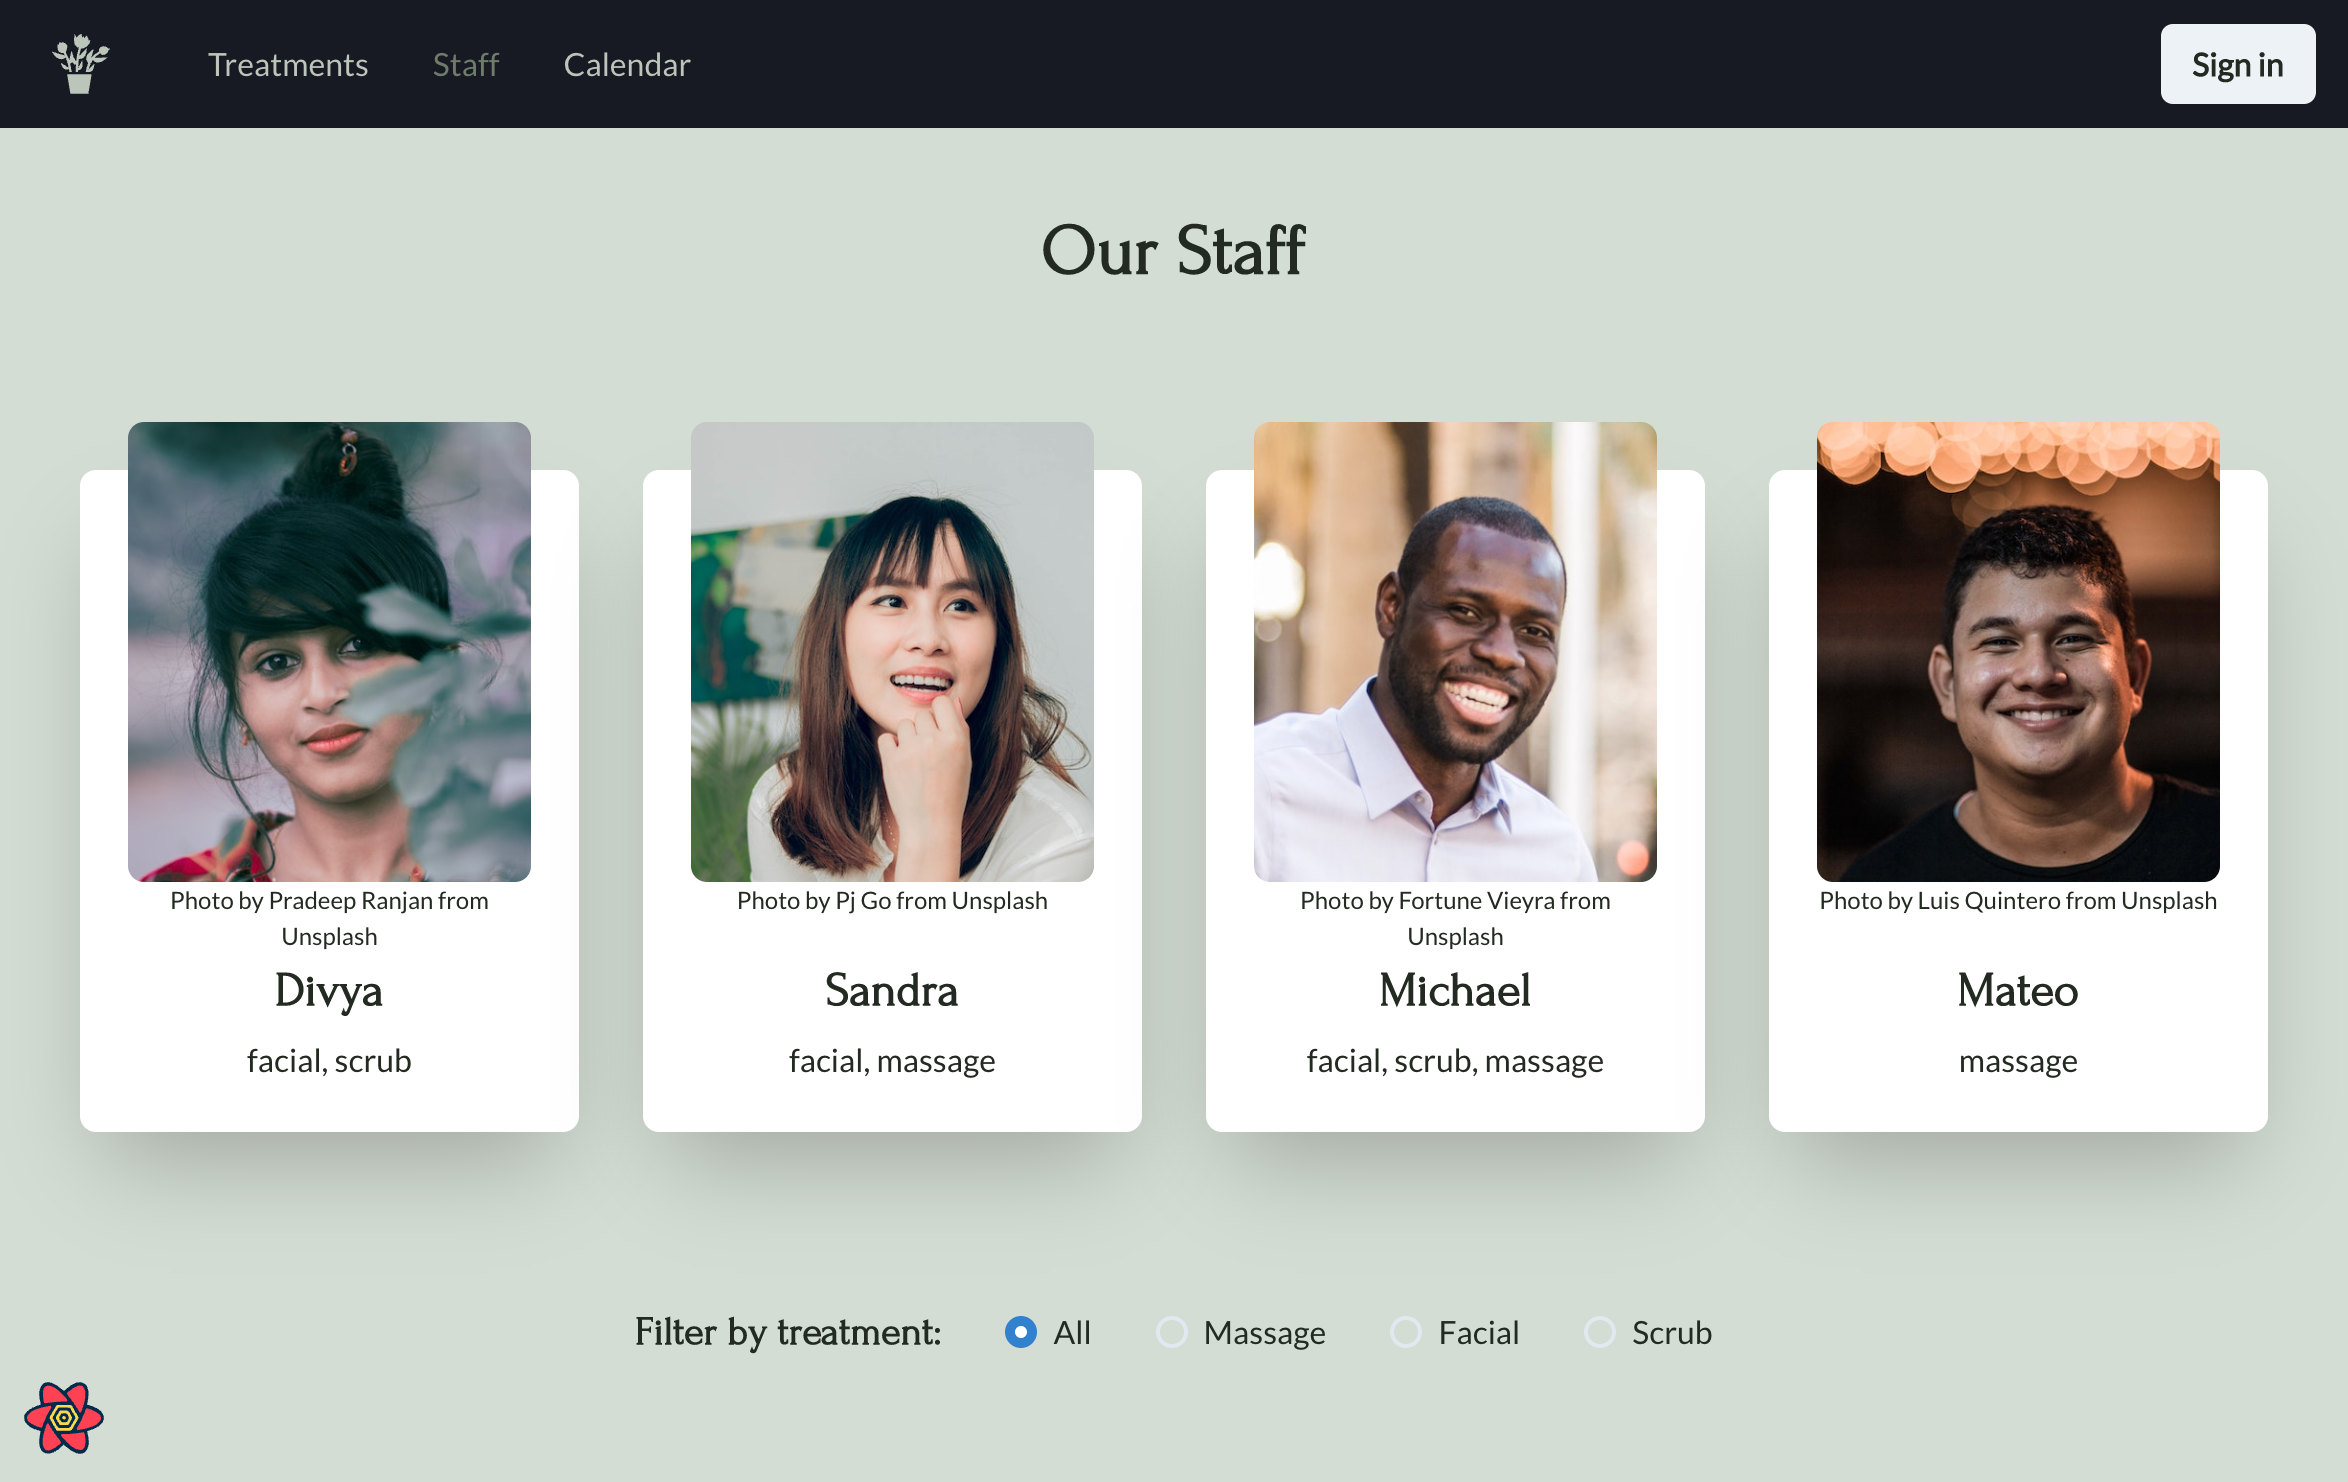 Treatments Staff Calendar Sign in
Our Staff
Photo by Pradeep Ranjan from
Unsplash
Divya
facial, scrub
Photo by Pj Go from Unsplash
Sandra
facial, massage
Photo by Fortune Vieyra from
Unsplash
Michael
facial, scrub, massage
Photo by Luis Quintero from Unsplash
Mateo
massage
Filter by treatment: All Massage Facial Scrub